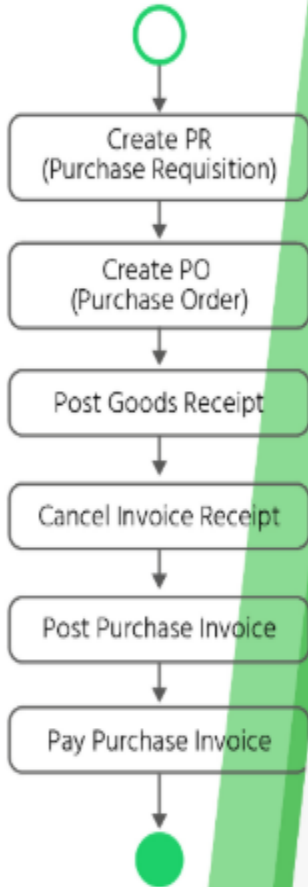 Create PR
(Purchase Requisition)
Create PO
(Purchase Order)
Post Goods Receipt
Cancel Invoice Receipt
Post Purchase Invoice
Pay Purchase Invoice